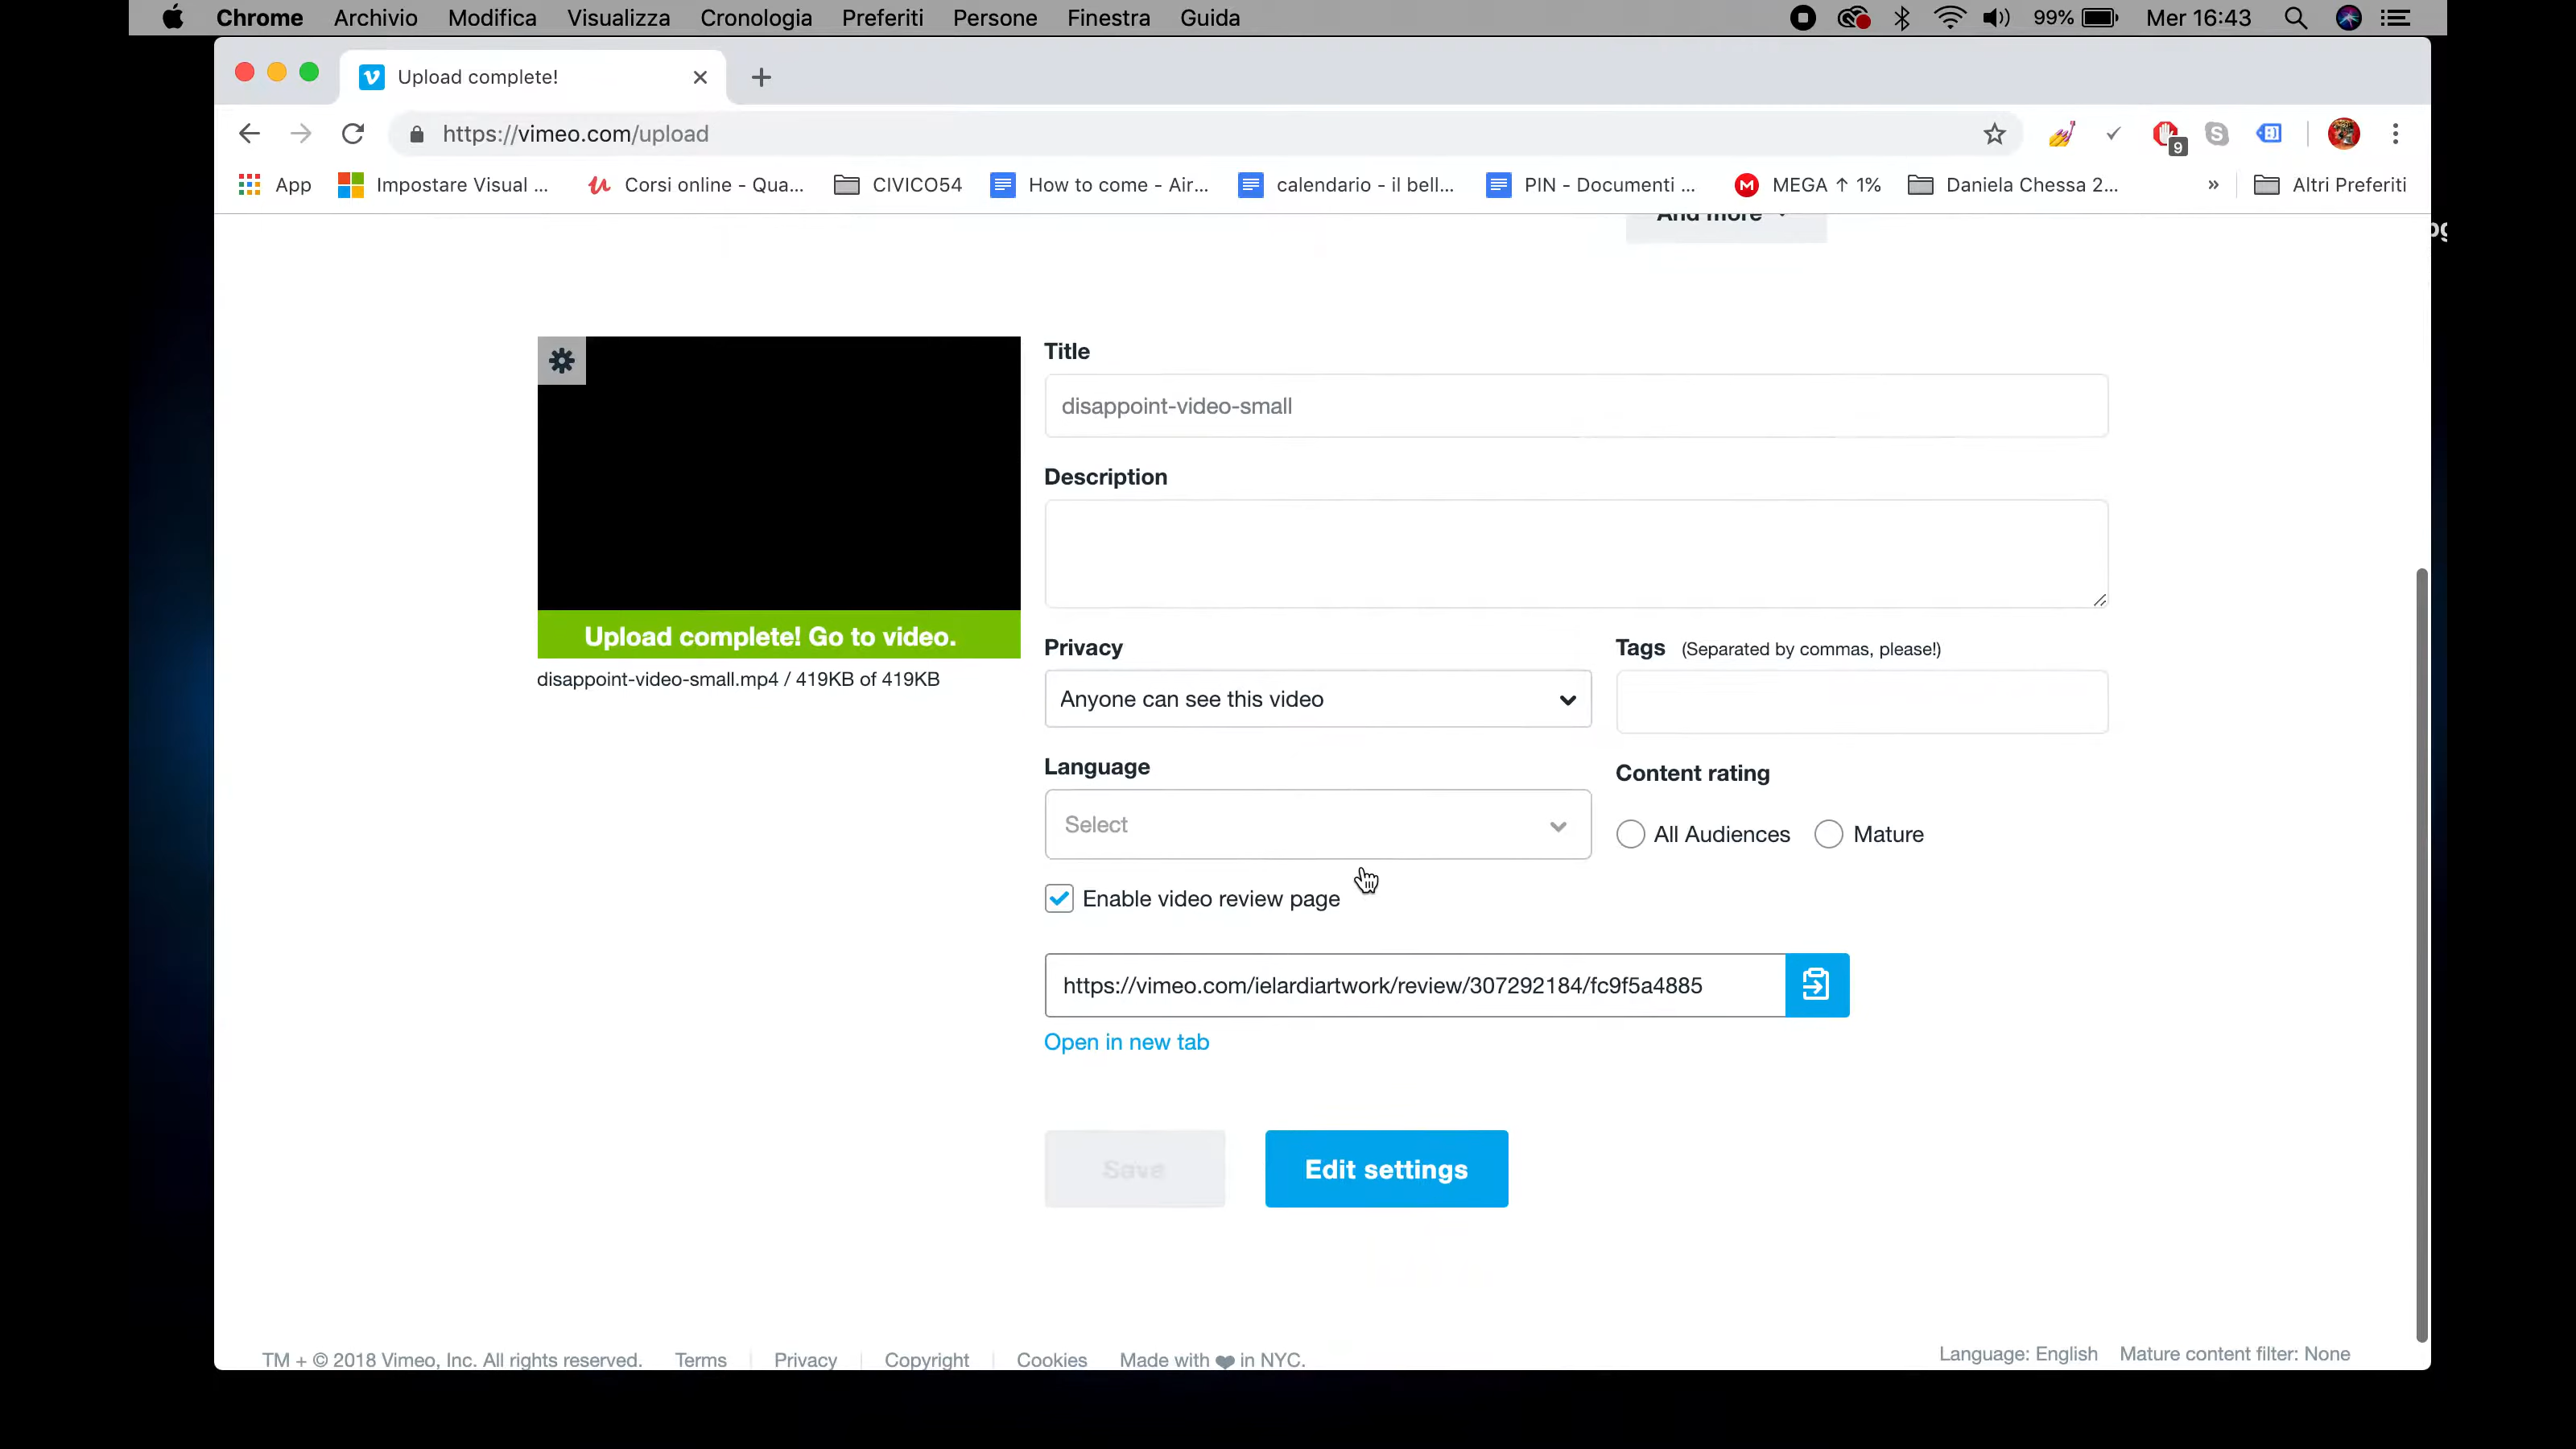 Chrome Archivio Modifica Visualizza Cronologia Preferiti Persone Finestra Guida 99% Mer 16:43
Upload complete!
https://vimeo.com/upload 9
App Impostare Visual ... Corsi online - Qua... CIVICO54 How to come - Air... calendario - il bell... PIN - Documenti ... MEGA ↑ 1% Daniela Chessa 2... » Altri Preferiti
And more
Title
disappoint-video-small
Description
Upload complete! Go to video.
disappoint-video-small.mp4 / 419KB of 419KB
Privacy
Anyone can see this video
Tags (Separated by commas, please!)
Language
Select
Content rating
All Audiences Mature
Enable video review page
https://vimeo.com/ielardiartwork/review/307292184/fc9f5a4885
Open in new tab
Save Edit settings
TM + © 2018 Vimeo, Inc. All rights reserved. Terms Privacy Copyright Cookies Made with ❤ in NYC. Language: English Mature content filter: None